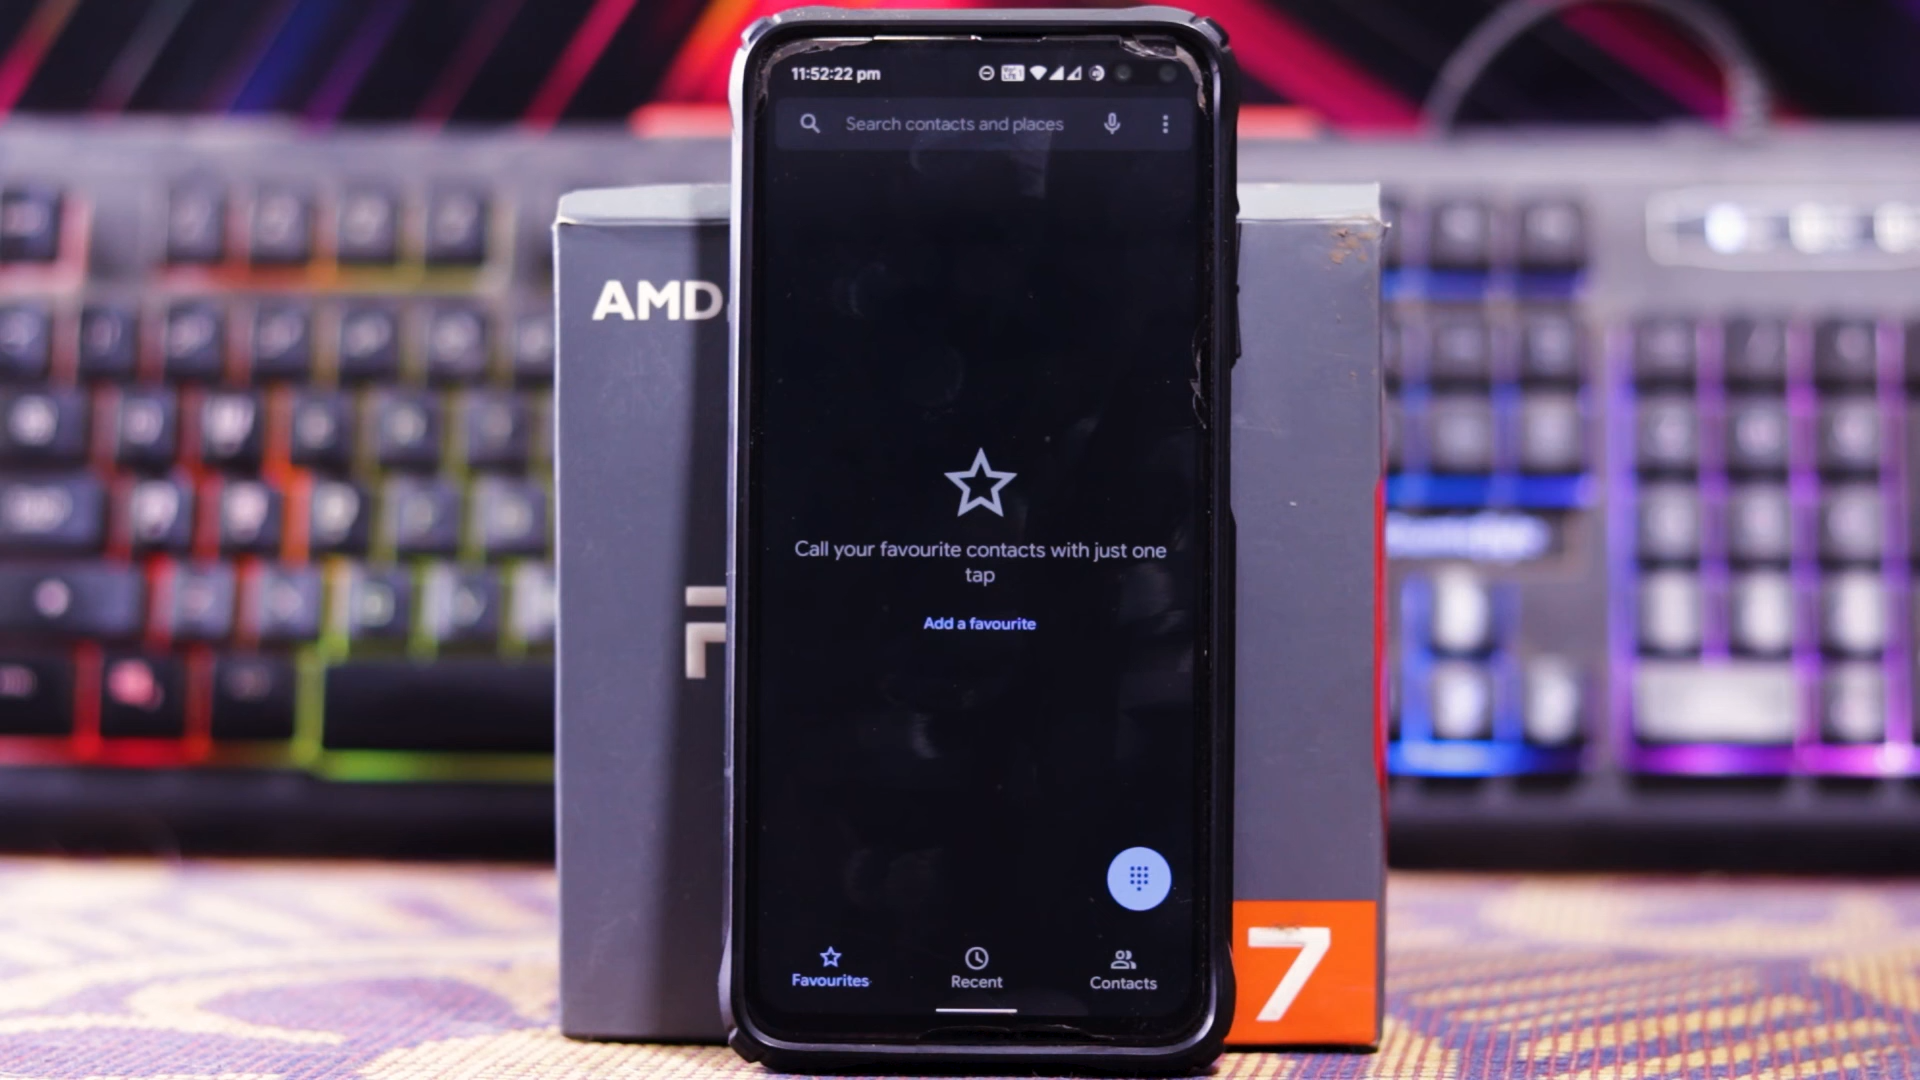 11:52:22 pm
Search contacts and places
AMD
Call your favourite contacts with just one
tap
Add a favourite
Favourites
Recent
Contacts
7